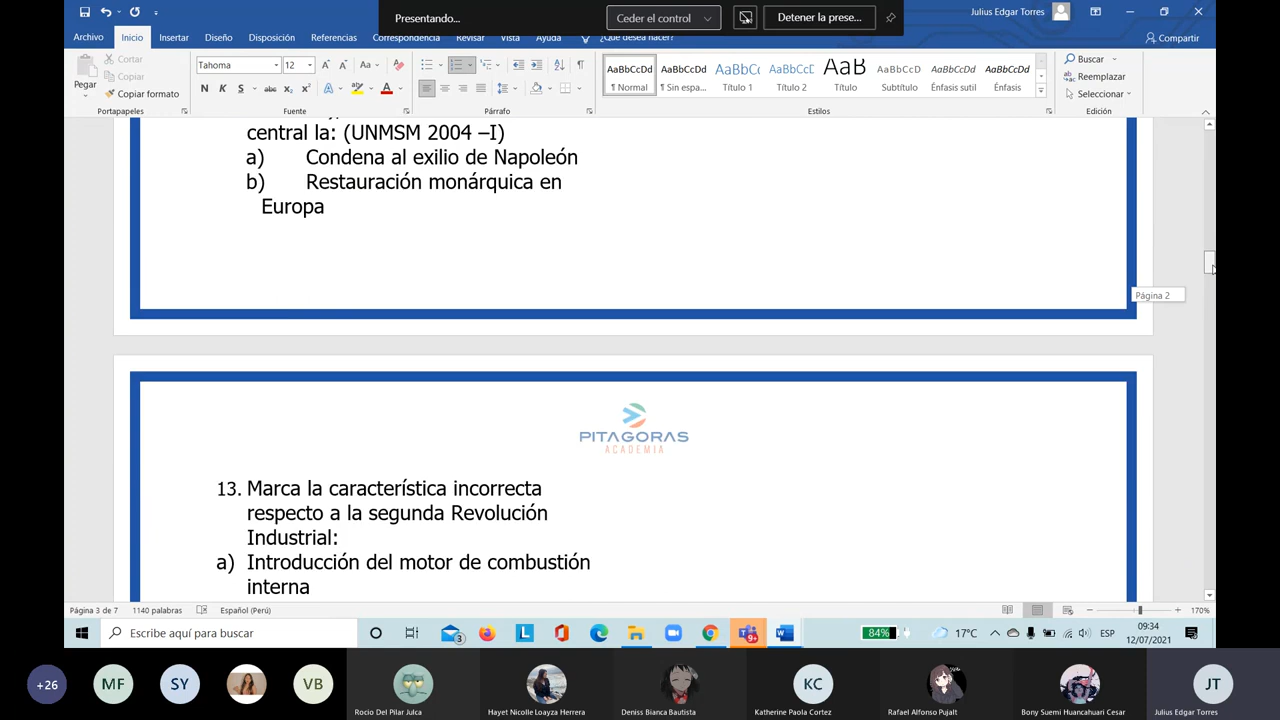 Presentando...
Ceder el control
Detener la prese...
Julius Edgar Torres
Archivo Inicio Insertar Diseño Disposición Referencias Correspondencia Revisar Vista Ayuda ¿Qué desea hacer? Compartir
Pegar
Cortar
Copiar
Copiar formato
Portapapeles
Tahoma 12
N K S abc x₂ x²
Fuente
Párrafo
AaBbCcDd ¶ Normal
AaBbCcDd ¶ Sin espa...
AaBbCc Título 1
AaBbCcD Título 2
AaB Título
AaBbCcD Subtítulo
AaBbCcDd Énfasis sutil
AaBbCcDd Énfasis
Estilos
Buscar
Reemplazar
Seleccionar
Edición
central la: (UNMSM 2004 –I)
a) Condena al exilio de Napoleón
b) Restauración monárquica en
Europa
Página 2
PITAGORAS
ACADEMIA
13. Marca la característica incorrecta
respecto a la segunda Revolución
Industrial:
a) Introducción del motor de combustión
interna
Página 3 de 7 1140 palabras Español (Perú) 170%
Escribe aquí para buscar
3
9+
84%
17°C
ESP
09:34
12/07/2021
+26
MF
SY
VB
Rocio Del Pilar Julca
Hayet Nicolle Loayza Herrera
Deniss Bianca Bautista
KC
Katherine Paola Cortez
Rafael Alfonso Pujalt
Bony Suemi Huancahuari Cesar
JT
Julius Edgar Torres